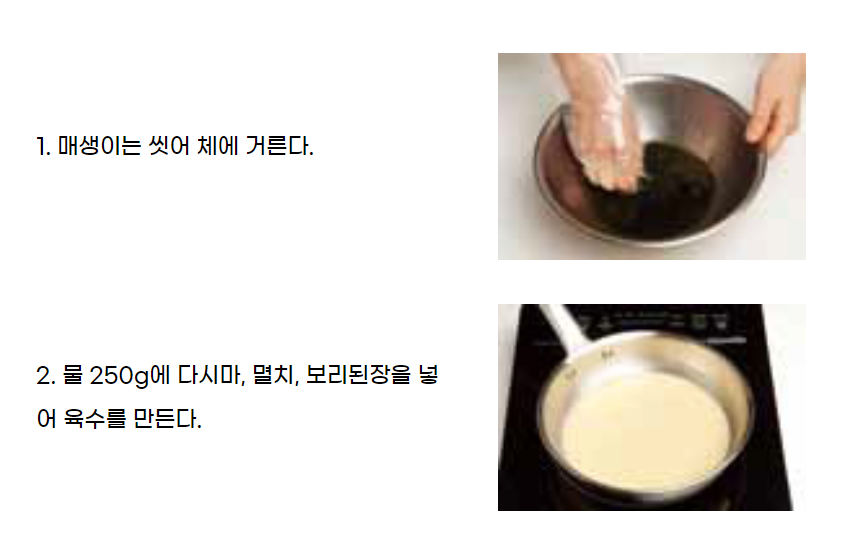 1. 매생이는 씻어 체에 거른다.
2. 물 250g에 다시마, 멸치, 보리된장을 넣
어 육수를 만든다.